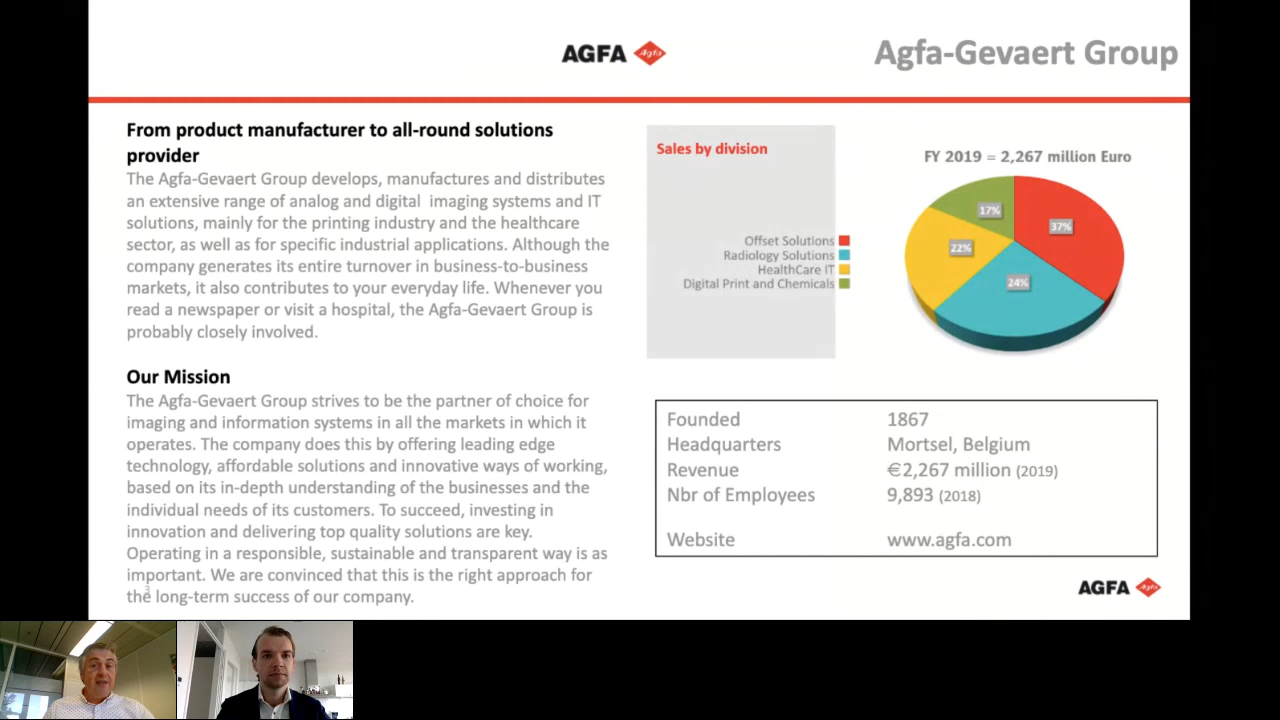 AGFA Agfa
Agfa-Gevaert Group
From product manufacturer to all-round solutions
provider
The Agfa-Gevaert Group develops, manufactures and distributes
an extensive range of analog and digital imaging systems and IT
solutions, mainly for the printing industry and the healthcare
sector, as well as for specific industrial applications. Although the
company generates its entire turnover in business-to-business
markets, it also contributes to your everyday life. Whenever you
read a newspaper or visit a hospital, the Agfa-Gevaert Group is
probably closely involved.
Our Mission
The Agfa-Gevaert Group strives to be the partner of choice for
imaging and information systems in all the markets in which it
operates. The company does this by offering leading edge
technology, affordable solutions and innovative ways of working,
based on its in-depth understanding of the businesses and the
individual needs of its customers. To succeed, investing in
innovation and delivering top quality solutions are key.
Operating in a responsible, sustainable and transparent way is as
important. We are convinced that this is the right approach for
the long-term success of our company.
3
Sales by division
Offset Solutions
Radiology Solutions
HealthCare IT
Digital Print and Chemicals
FY 2019 = 2,267 million Euro
17%
37%
22%
24%
Founded 1867
Headquarters Mortsel, Belgium
Revenue €2,267 million (2019)
Nbr of Employees 9,893 (2018)
Website www.agfa.com
AGFA Agfa